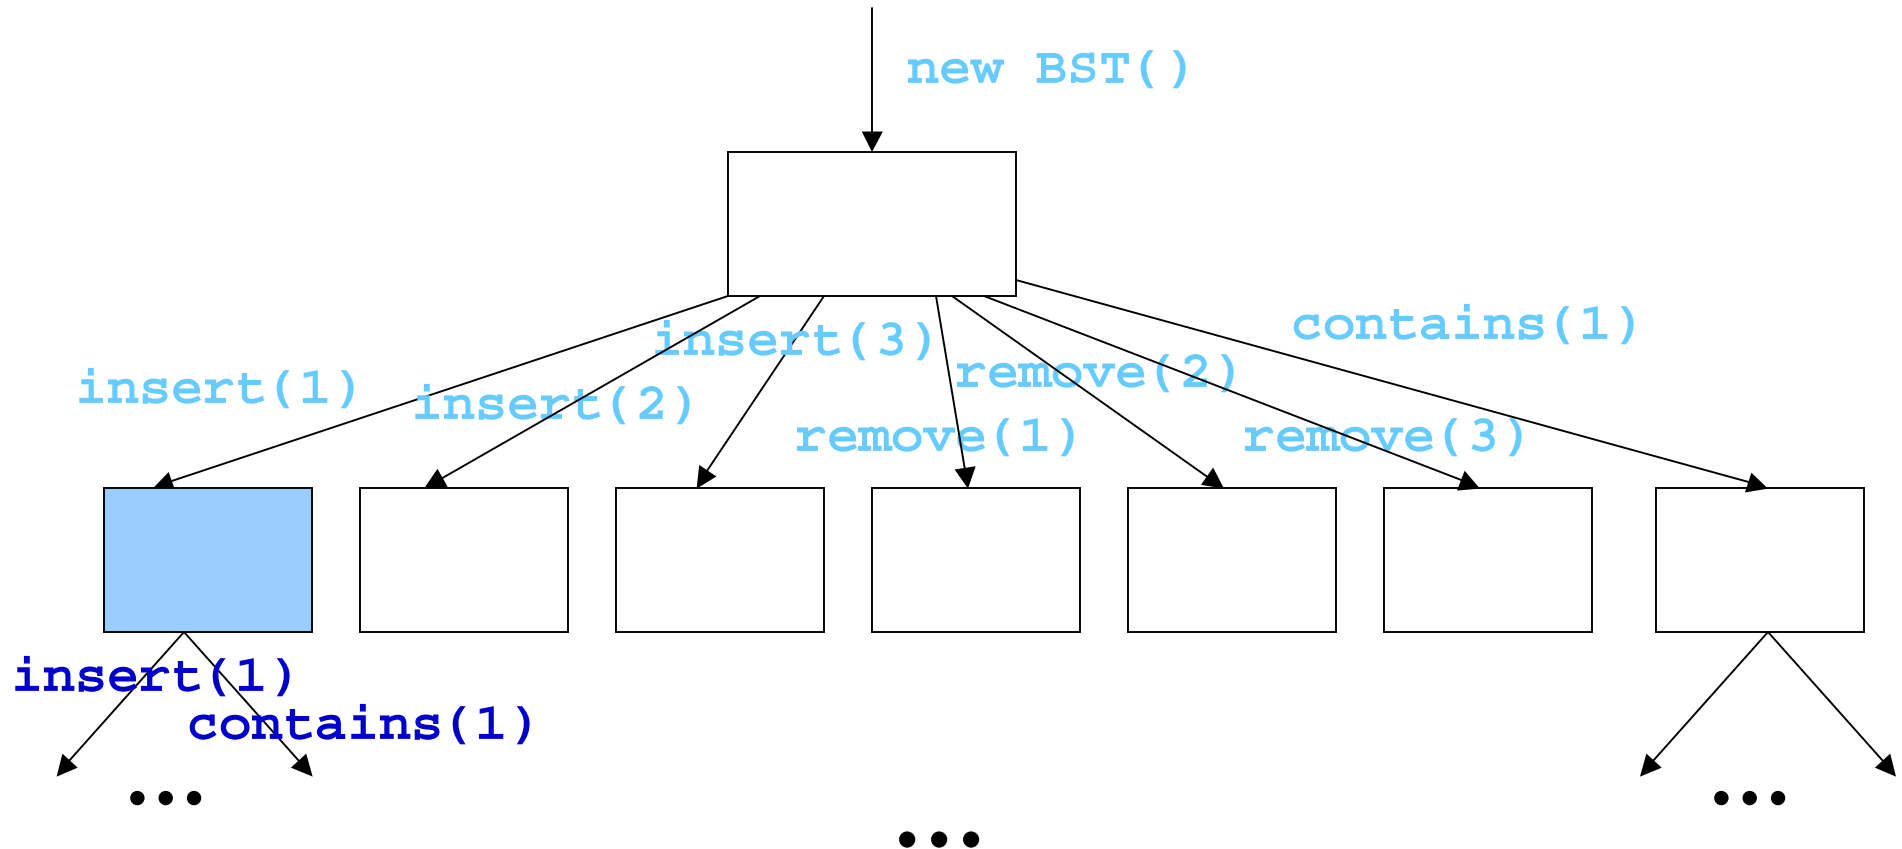 new BST()
contains(1)
insert(3)
remove(2)
insert(1)
insert(2)
remove(1)
remove(3)
insert(1)
contains(1)
...
...
...